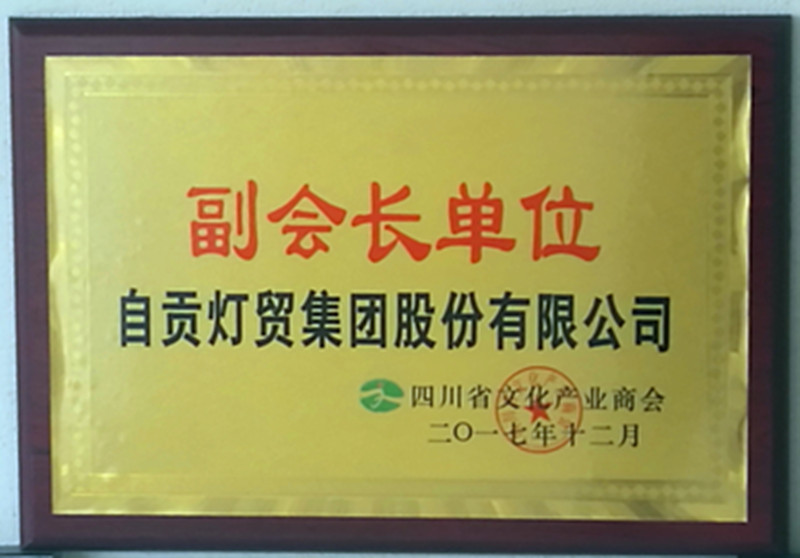 副会长单位
自贡灯贸集团股份有限公司
四川省文化产业商会
二〇一七年十二月